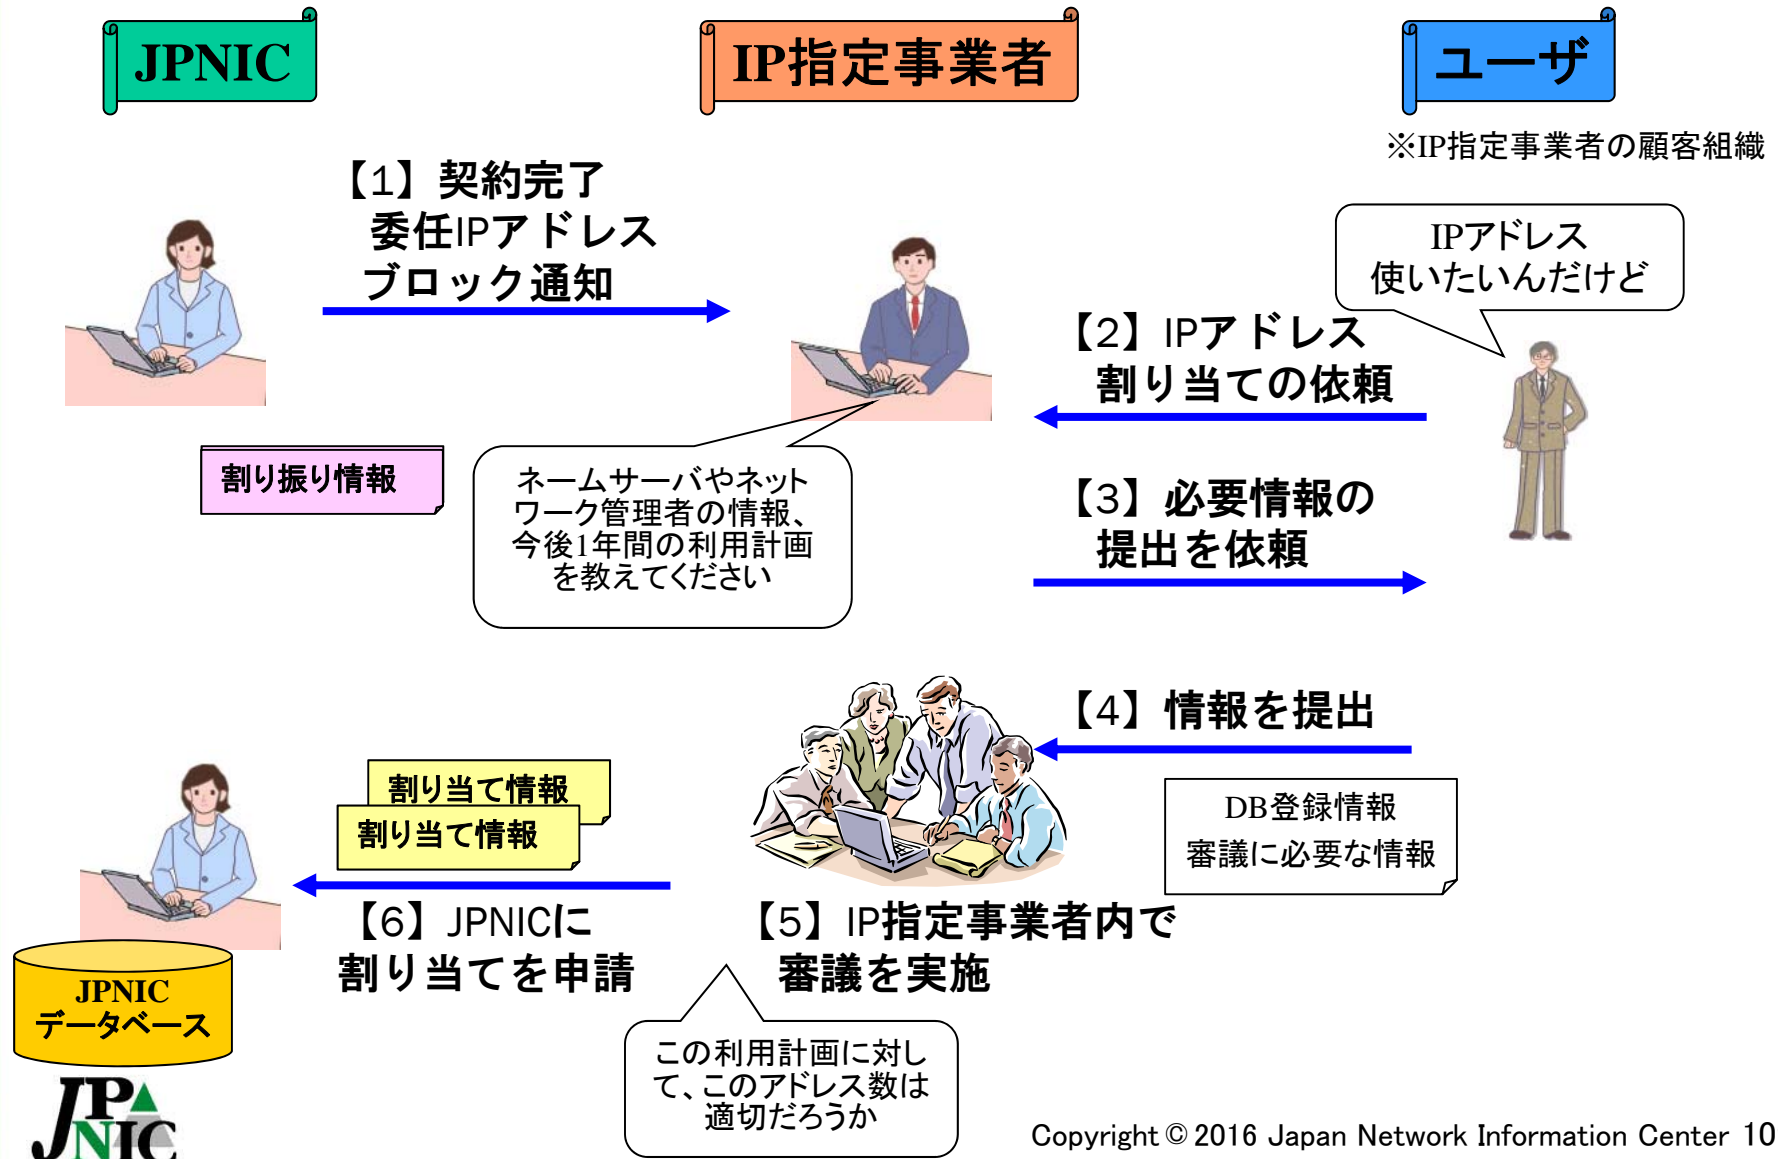 JPNIC
IP指定事業者
ユーザ
※IP指定事業者の顧客組織
【1】契約完了
委任IPアドレス
ブロック通知
IPアドレス
使いたいんだけど
【2】IPアドレス
割り当ての依頼
割り振り情報
ネームサーバやネット
ワーク管理者の情報、
今後1年間の利用計画
を教えてください
【3】必要情報の
提出を依頼
【4】情報を提出
DB登録情報
審議に必要な情報
【5】IP指定事業者内で
審議を実施
この利用計画に対し
て、このアドレス数は
適切だろうか
割り当て情報
割り当て情報
【6】JPNICに
割り当てを申請
JPNIC
データベース
JPNIC
Copyright © 2016 Japan Network Information Center 10